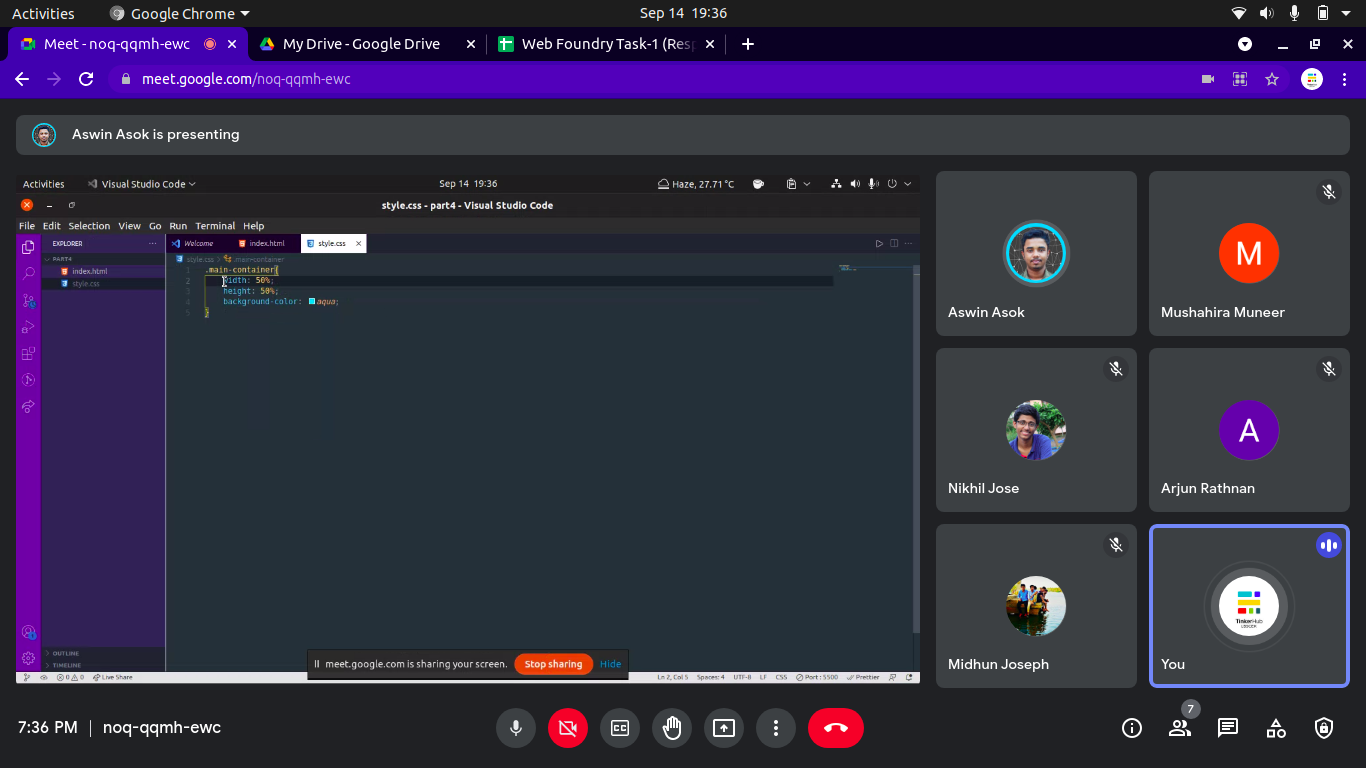 Activities Google Chrome Sep 14 19:36
Meet - noq-qqmh-ewc My Drive - Google Drive Web Foundry Task-1 (Resp
meet.google.com/noq-qqmh-ewc
Aswin Asok is presenting
Activities Visual Studio Code Sep 14 19:36 Haze, 27.71 °C
style.css - part4 - Visual Studio Code
File Edit Selection View Go Run Terminal Help
EXPLORER ... Welcome index.html style.css
PART4 style.css > .main-container
index.html
style.css
1 .main-container{
2 width: 50%;
3 height: 50%;
4 background-color: aqua;
5 }
OUTLINE
TIMELINE
meet.google.com is sharing your screen. Stop sharing Hide
0 0 Live Share Ln 2, Col 5 Spaces: 4 UTF-8 LF CSS Port : 5500 Prettier
Aswin Asok
Mushahira Muneer
M
Nikhil Jose
Arjun Rathnan
A
Midhun Joseph
You
TinkerHub
7:36 PM | noq-qqmh-ewc
CC
7